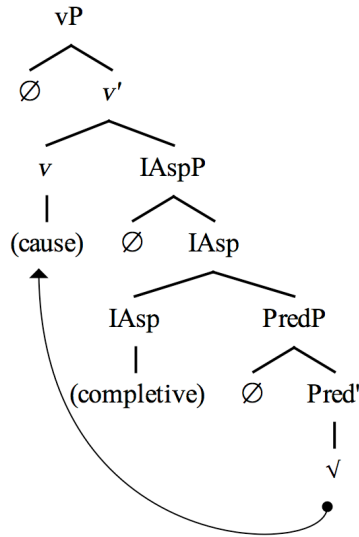 vP
∅ v'
v IAspP
(cause) ∅ IAsp
IAsp PredP
(completive) ∅ Pred'
√